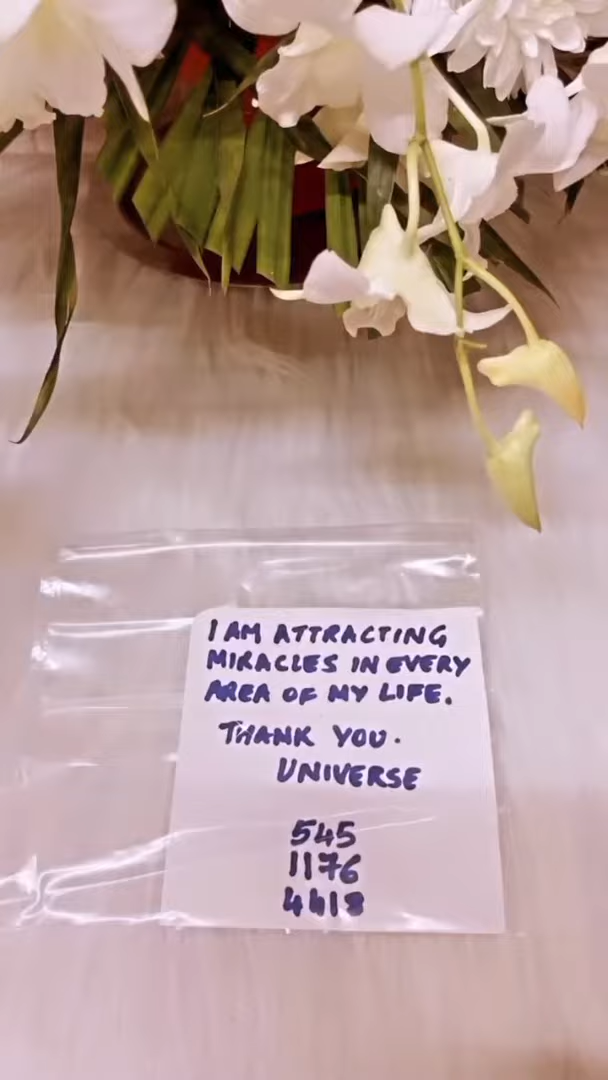 I AM ATTRACTING
MIRACLES IN EVERY
AREA OF MY LIFE.
THANK YOU.
UNIVERSE
545
1176
4418